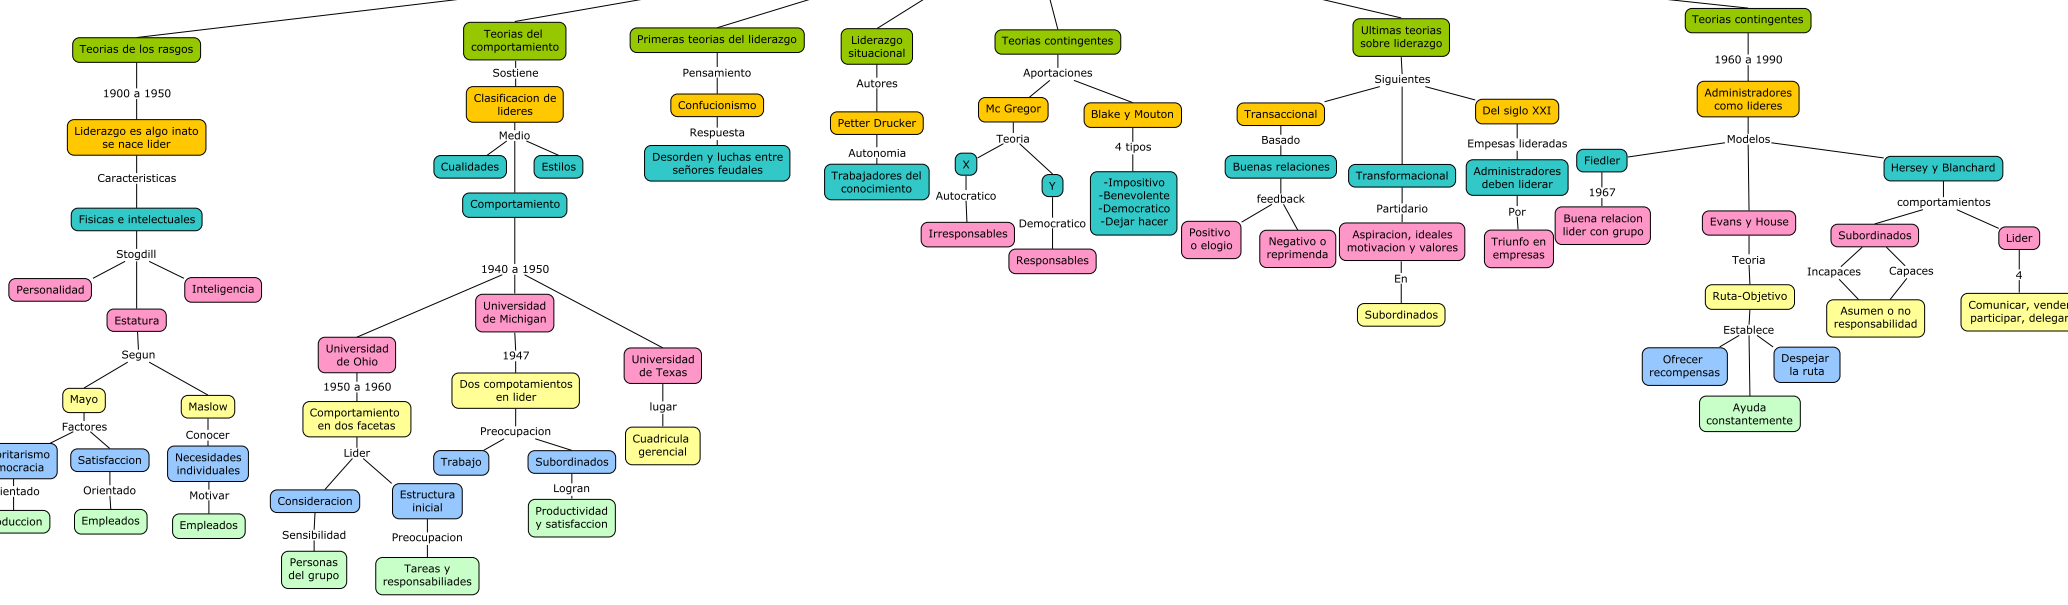 Teorias de los rasgos
1900 a 1950
Liderazgo es algo inato
se nace lider
Caracteristicas
Fisicas e intelectuales
Stogdill
Personalidad
Inteligencia
Estatura
Segun
Mayo
Maslow
Factores
Conocer
Satisfaccion
Necesidades
individuales
Orientado
Motivar
Empleados
Empleados
Teorias del
comportamiento
Sostiene
Clasificacion de
lideres
Medio
Cualidades
Estilos
Comportamiento
1940 a 1950
Universidad
de Michigan
Universidad
de Ohio
Universidad
de Texas
1950 a 1960
Comportamiento
en dos facetas
Lider
Consideracion
Estructura
inicial
Sensibilidad
Preocupacion
Personas
del grupo
Tareas y
responsabiliades
1947
Dos compotamientos
en lider
Preocupacion
Trabajo
Subordinados
Logran
Productividad
y satisfaccion
lugar
Cuadricula
gerencial
Primeras teorias del liderazgo
Pensamiento
Confucionismo
Respuesta
Desorden y luchas entre
señores feudales
Liderazgo
situacional
Autores
Petter Drucker
Autonomia
Trabajadores del
conocimiento
Teorias contingentes
Aportaciones
Mc Gregor
Blake y Mouton
Teoria
X
Y
Autocratico
Democratico
Irresponsables
Responsables
4 tipos
-Impositivo
-Benevolente
-Democratico
-Dejar hacer
Ultimas teorias
sobre liderazgo
Siguientes
Transaccional
Del siglo XXI
Basado
Buenas relaciones
feedback
Positivo
o elogio
Negativo o
reprimenda
Transformacional
Partidario
Aspiracion, ideales
motivacion y valores
En
Subordinados
Empesas lideradas
Administradores
deben liderar
Por
Triunfo en
empresas
Teorias contingentes
1960 a 1990
Administradores
como lideres
Modelos
Fiedler
1967
Buena relacion
lider con grupo
Evans y House
Teoria
Ruta-Objetivo
Establece
Ofrecer
recompensas
Despejar
la ruta
Ayuda
constantemente
Hersey y Blanchard
comportamientos
Subordinados
Lider
Incapaces
Capaces
Asumen o no
responsabilidad
4
Comunicar, vender
participar, delegar